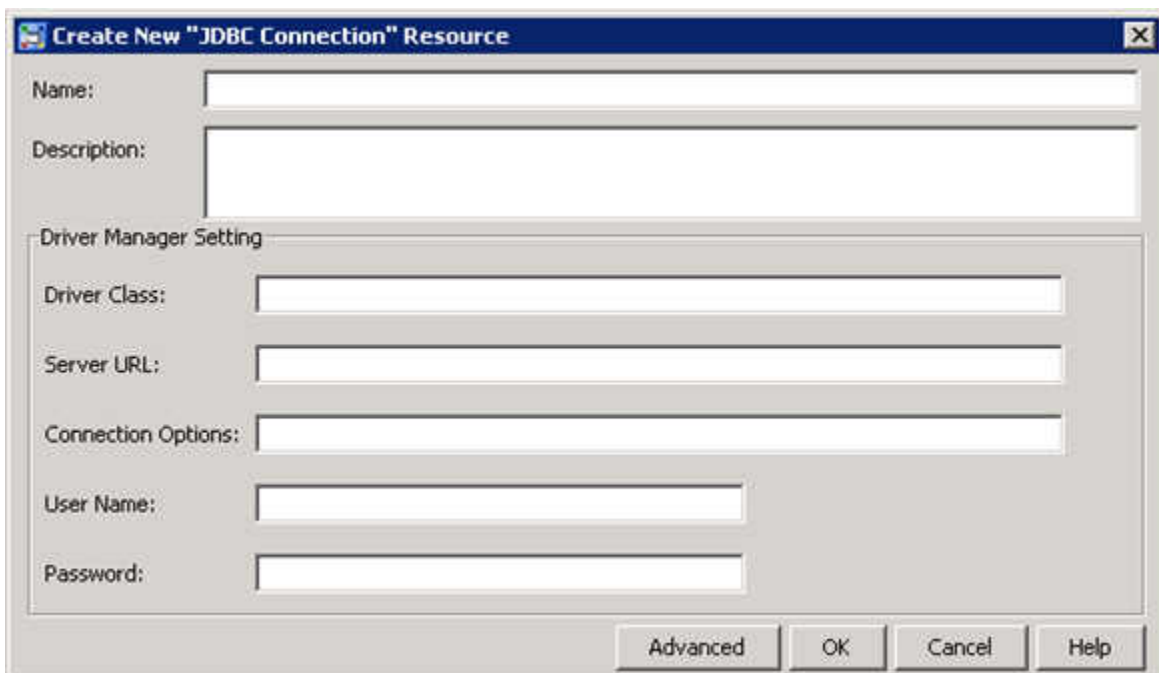 Create New "JDBC Connection" Resource
Name:
Description:
Driver Manager Setting
Driver Class:
Server URL:
Connection Options:
User Name:
Password:
Advanced OK Cancel Help